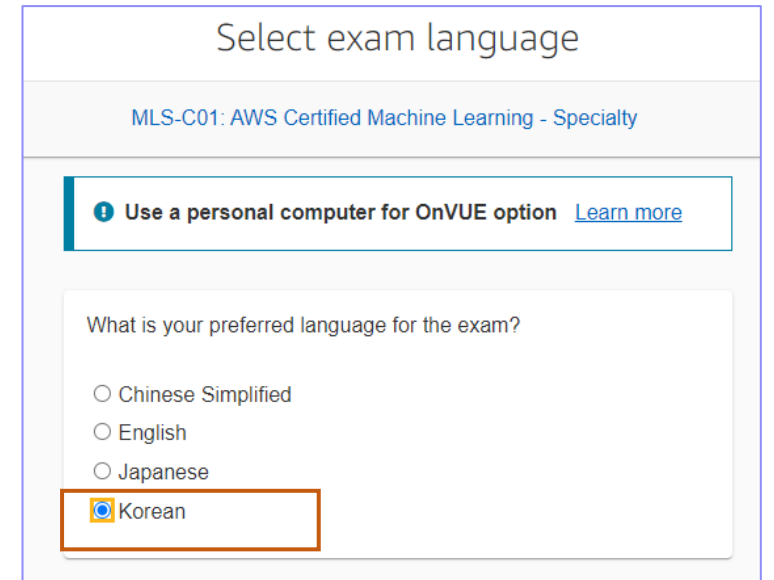 Select exam language
MLS-C01: AWS Certified Machine Learning - Specialty
Use a personal computer for OnVUE option Learn more
What is your preferred language for the exam?
Chinese Simplified
English
Japanese
Korean